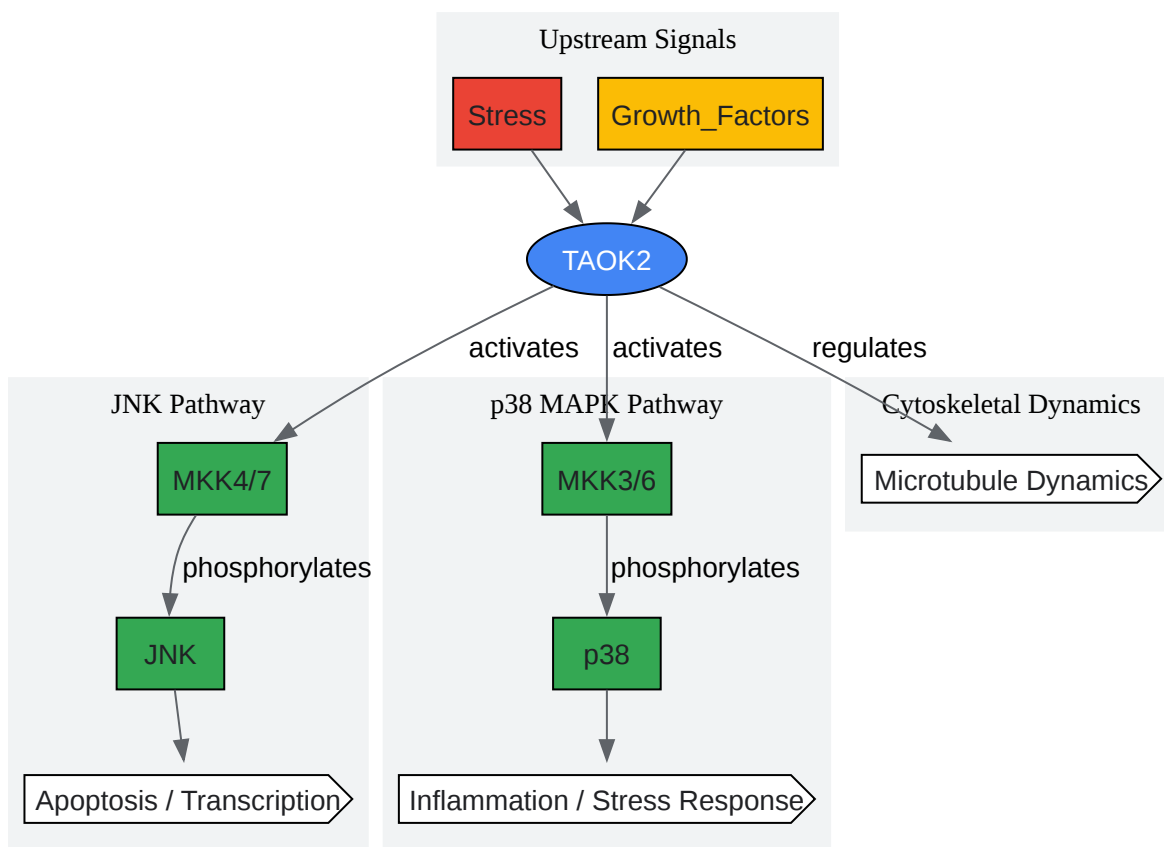 Upstream Signals
Stress
Growth_Factors
TAOK2
activates
activates
regulates
JNK Pathway
p38 MAPK Pathway
Cytoskeletal Dynamics
MKK4/7
MKK3/6
Microtubule Dynamics
phosphorylates
phosphorylates
JNK
p38
Apoptosis / Transcription
Inflammation / Stress Response